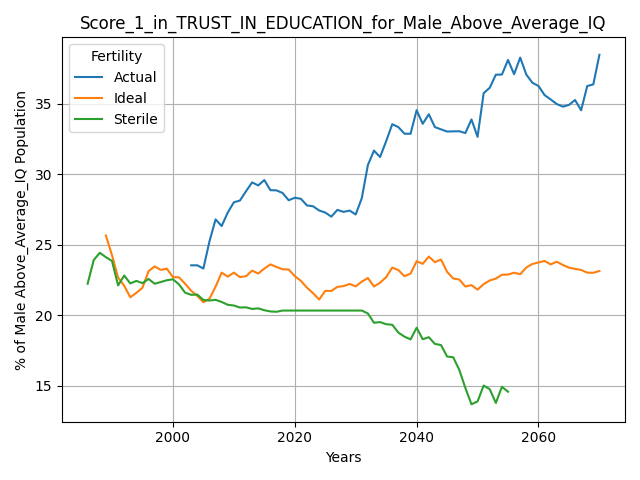 Score_1_in_TRUST_IN_EDUCATION_for_Male_Above_Average_IQ
Fertility
Actual
Ideal
Sterile
% of Male Above_Average_IQ Population
35
30
25
20
15
2000
2020
2040
2060
Years